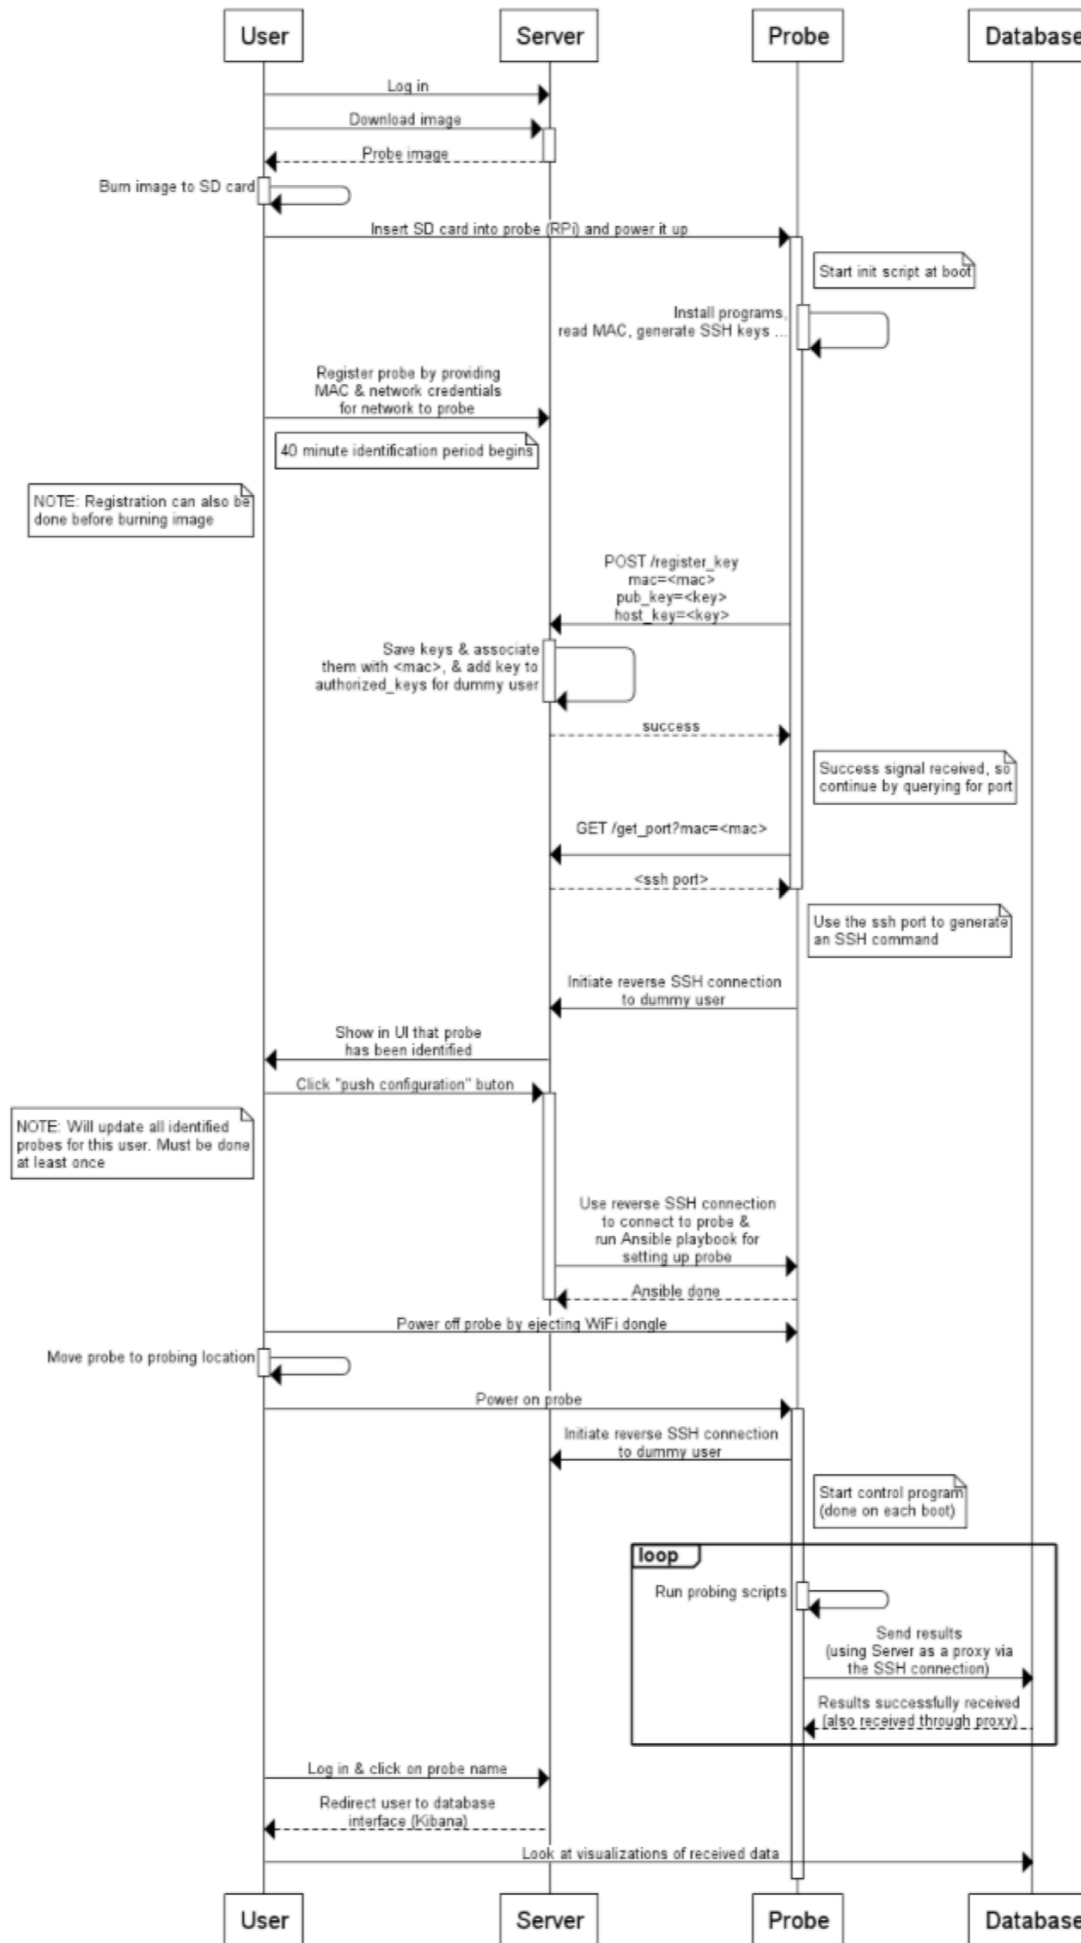 User
Server
Probe
Database
Log in
Download image
Probe image
Burn image to SD card
Insert SD card into probe (RPi) and power it up
Start init script at boot
Install programs,
read MAC, generate SSH keys ...
Register probe by providing
MAC & network credentials
for network to probe
40 minute identification period begins
NOTE: Registration can also be
done before burning image
POST /register_key
mac=<mac>
pub_key=<key>
host_key=<key>
Save keys & associate
them with <mac>, & add key to
authorized_keys for dummy user
success
Success signal received, so
continue by querying for port
GET /get_port?mac=<mac>
<ssh port>
Use the ssh port to generate
an SSH command
Initiate reverse SSH connection
to dummy user
Show in UI that probe
has been identified
Click "push configuration" buton
NOTE: Will update all identified
probes for this user. Must be done
at least once
Use reverse SSH connection
to connect to probe &
run Ansible playbook for
setting up probe
Ansible done
Power off probe by ejecting WiFi dongle
Move probe to probing location
Power on probe
Initiate reverse SSH connection
to dummy user
Start control program
(done on each boot)
loop
Run probing scripts
Send results
(using Server as a proxy via
the SSH connection)
Results successfully received
(also received through proxy)
Log in & click on probe name
Redirect user to database
interface (Kibana)
Look at visualizations of received data
User
Server
Probe
Database